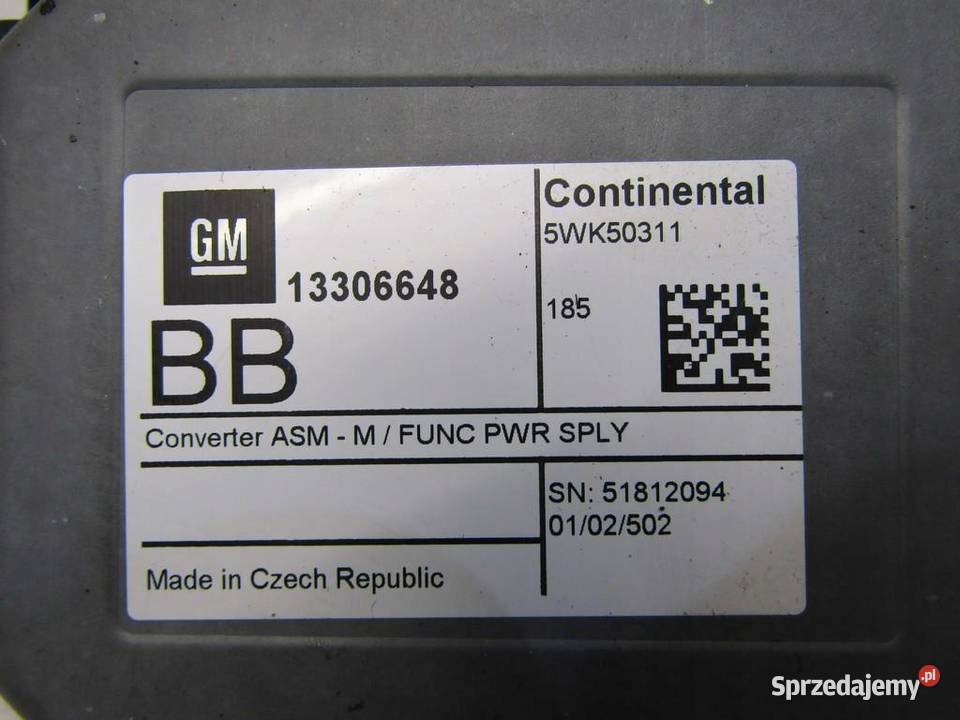 GM
13306648
BB
Continental
5WK50311
185
Converter ASM - M / FUNC PWR SPLY
SN: 51812094
01/02/502
Made in Czech Republic
Sprzedajemy.pl